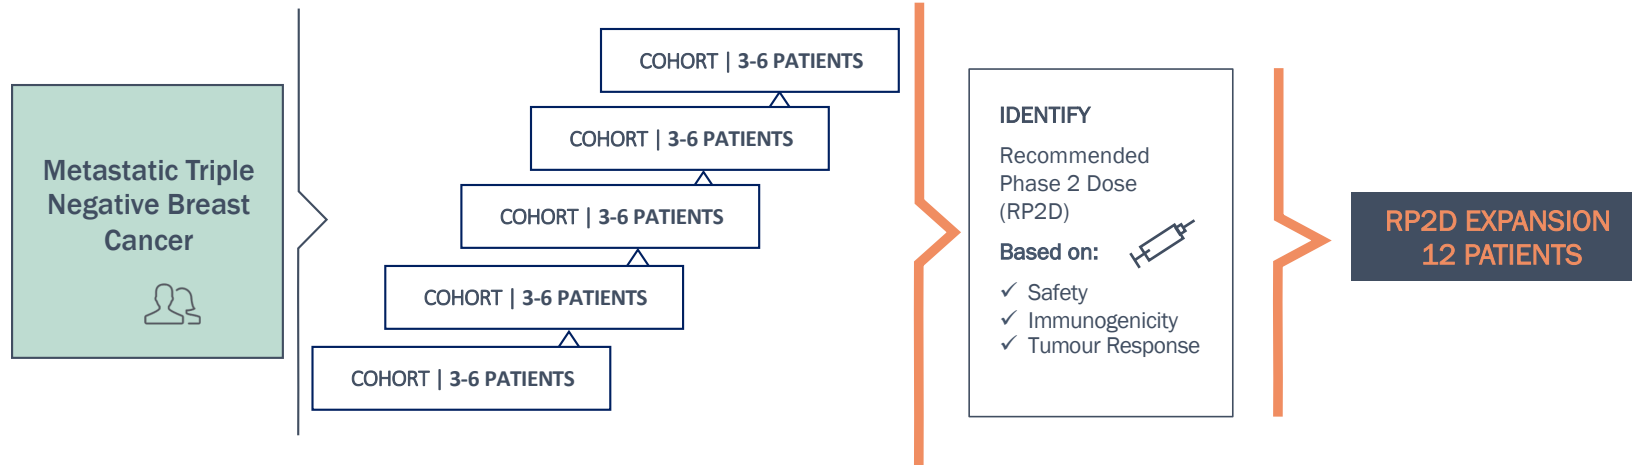 Metastatic Triple
Negative Breast
Cancer
COHORT | 3-6 PATIENTS
COHORT | 3-6 PATIENTS
COHORT | 3-6 PATIENTS
COHORT | 3-6 PATIENTS
COHORT | 3-6 PATIENTS
IDENTIFY
Recommended
Phase 2 Dose
(RP2D)
Based on:
✓ Safety
✓ Immunogenicity
✓ Tumour Response
RP2D EXPANSION
12 PATIENTS